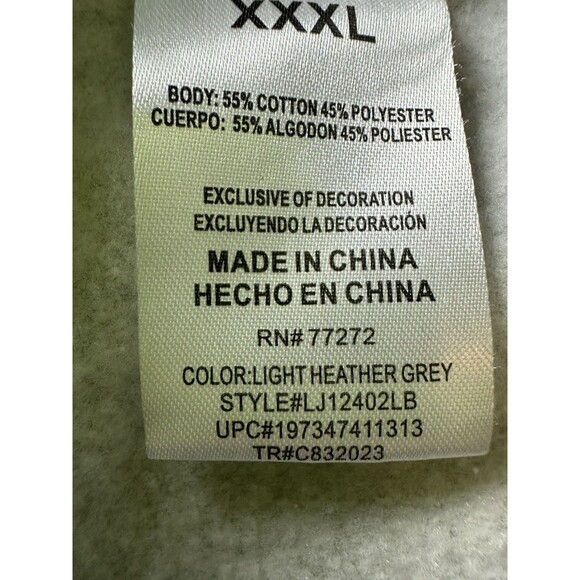 XXXL
BODY: 55% COTTON 45% POLYESTER
CUERPO: 55% ALGODON 45% POLIESTER
EXCLUSIVE OF DECORATION
EXCLUYENDO LA DECORACIÓN
MADE IN CHINA
HECHO EN CHINA
RN# 77272
COLOR:LIGHT HEATHER GREY
STYLE#LJ12402LB
UPC#197347411313
TR#C832023